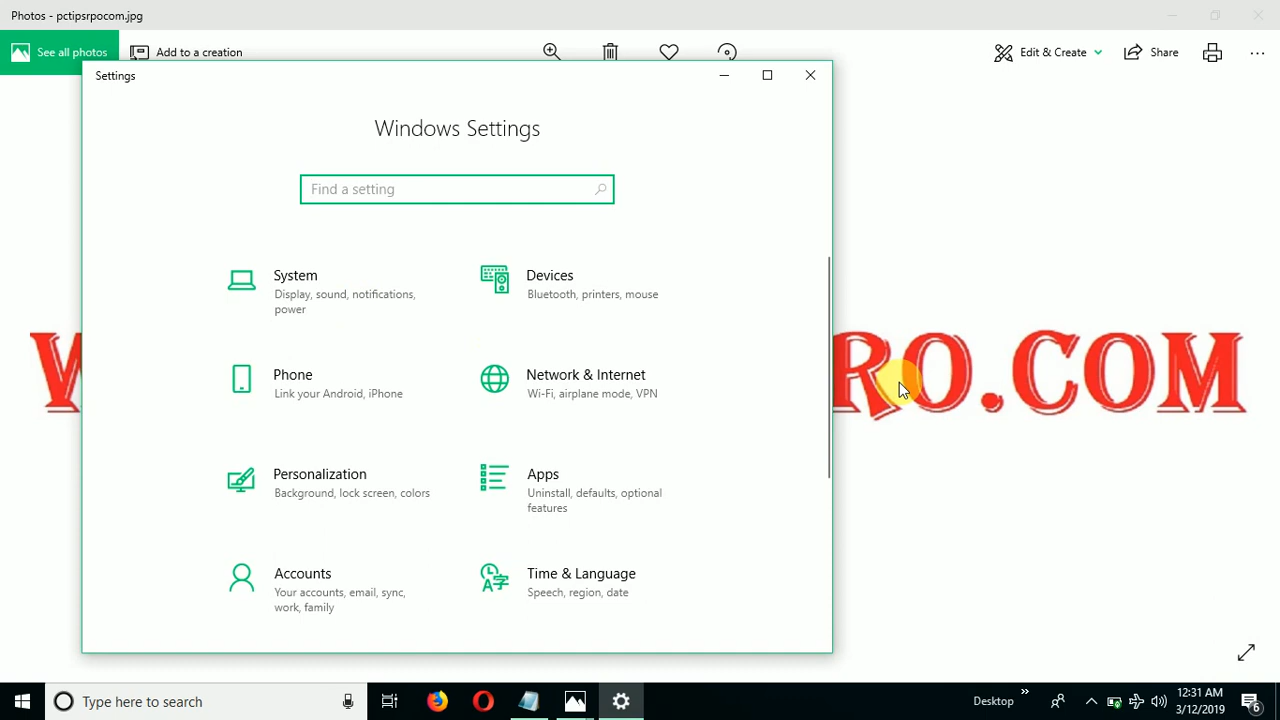 Photos - pctipsrpocom.jpg
See all photos
Add to a creation
Edit & Create
Share
Settings
Windows Settings
Find a setting
System
Display, sound, notifications,
power
Devices
Bluetooth, printers, mouse
Phone
Link your Android, iPhone
Network & Internet
Wi-Fi, airplane mode, VPN
Personalization
Background, lock screen, colors
Apps
Uninstall, defaults, optional
features
Accounts
Your accounts, email, sync,
work, family
Time & Language
Speech, region, date
RO.COM
Type here to search
Desktop
12:31 AM
3/12/2019
6